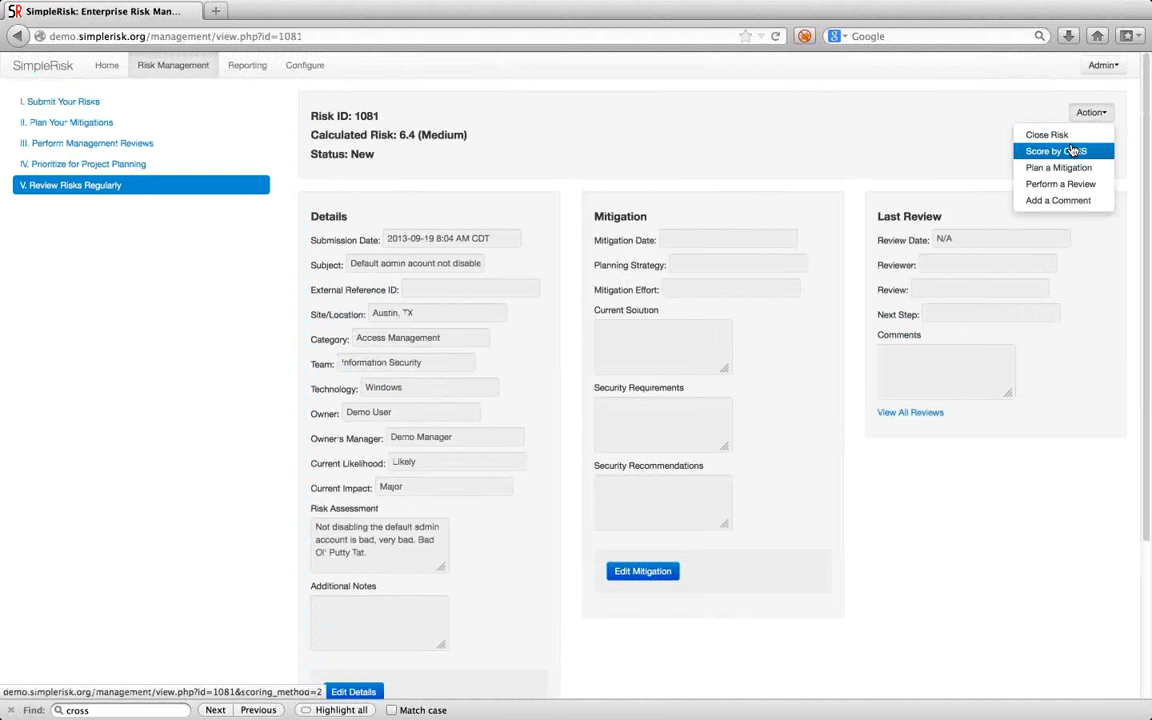 SimpleRisk: Enterprise Risk Man...
demo.simplerisk.org/management/view.php?id=1081
Google
SimpleRisk
Home
Risk Management
Reporting
Configure
Admin
I. Submit Your Risks
II. Plan Your Mitigations
III. Perform Management Reviews
IV. Prioritize for Project Planning
V. Review Risks Regularly
Risk ID: 1081
Calculated Risk: 6.4 (Medium)
Status: New
Action
Close Risk
Score by
Plan a Mitigation
Perform a Review
Add a Comment
Details
Submission Date: 2013-09-19 8:04 AM CDT
Subject: Default admin acount not disable
External Reference ID:
Site/Location: Austin, TX
Category: Access Management
Team: Information Security
Technology: Windows
Owner: Demo User
Owner's Manager: Demo Manager
Current Likelihood: Likely
Current Impact: Major
Risk Assessment
Not disabling the default admin
account is bad, very bad. Bad
Ol' Putty Tat.
Additional Notes
Edit Details
Mitigation
Mitigation Date:
Planning Strategy:
Mitigation Effort:
Current Solution
Security Requirements
Security Recommendations
Edit Mitigation
Last Review
Review Date: N/A
Reviewer:
Review:
Next Step:
Comments
View All Reviews
demo.simplerisk.org/management/view.php?id=1081&scoring_method=2
Find: cross
Next
Previous
Highlight all
Match case